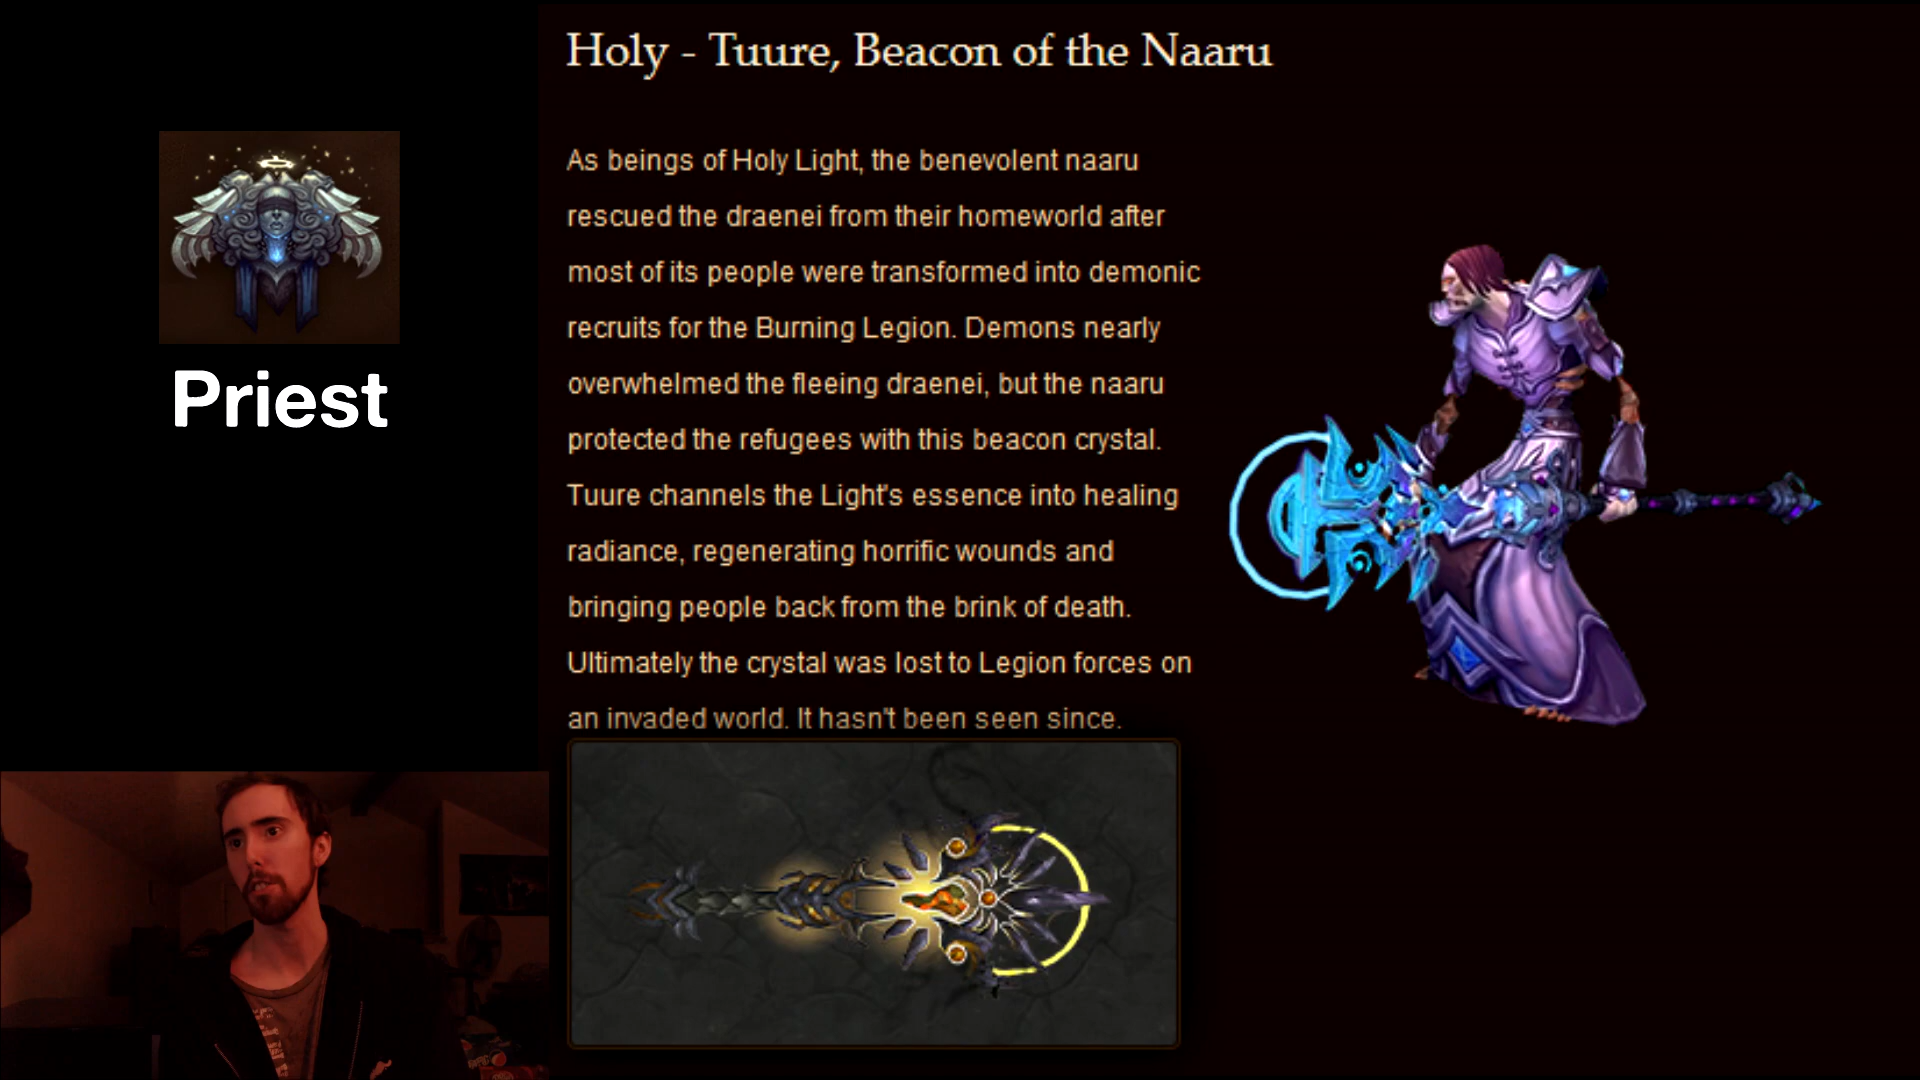 Holy - Tuure, Beacon of the Naaru
Priest
As beings of Holy Light, the benevolent naaru
rescued the draenei from their homeworld after
most of its people were transformed into demonic
recruits for the Burning Legion. Demons nearly
overwhelmed the fleeing draenei, but the naaru
protected the refugees with this beacon crystal.
Tuure channels the Light's essence into healing
radiance, regenerating horrific wounds and
bringing people back from the brink of death.
Ultimately the crystal was lost to Legion forces on
an invaded world. It hasn't been seen since.